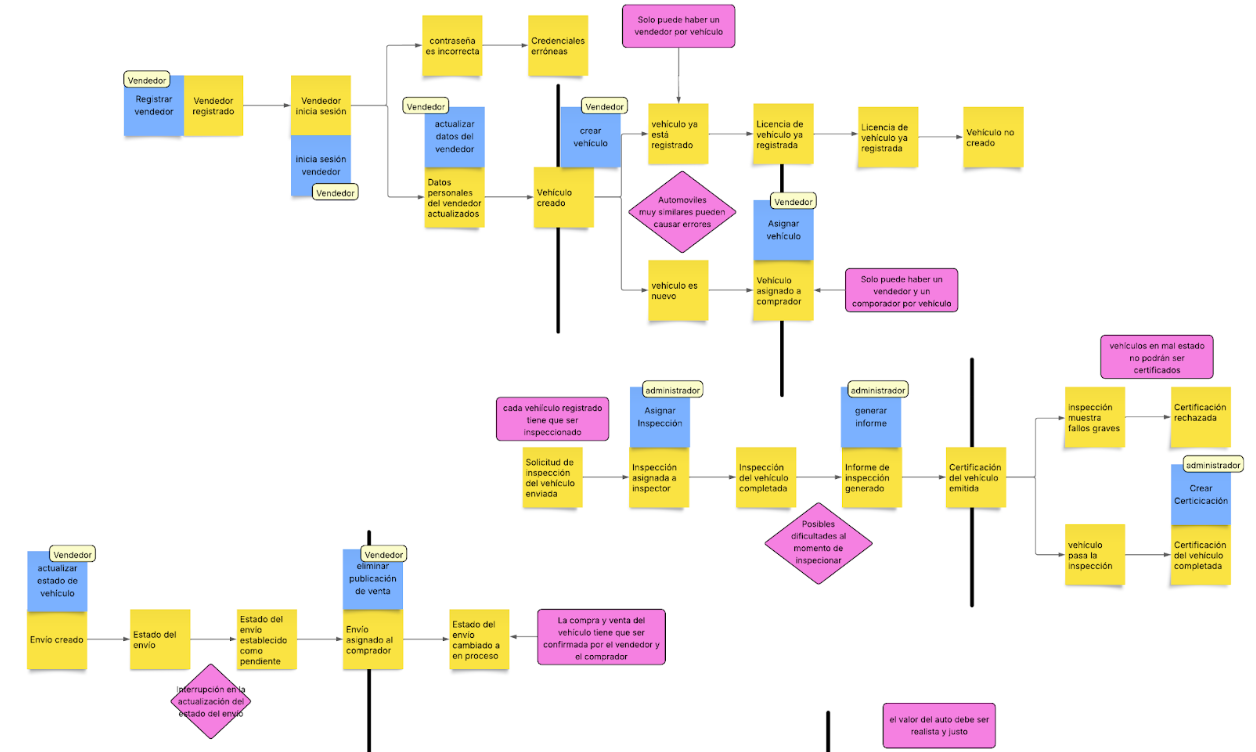 Solo puede haber un
vendedor por vehículo
contraseña
es incorrecta
Credenciales
erróneas
Vendedor
Registrar
vendedor
Vendedor
registrado
Vendedor
inicia sesión
inicia sesión
vendedor
Vendedor
Vendedor
actualizar
datos del
vendedor
Datos
personales
del vendedor
actualizados
Vendedor
crear
vehículo
Vehículo
creado
vehículo ya
está
registrado
Licencia de
vehículo ya
registrada
Licencia de
vehículo ya
registrada
Vehículo no
creado
Automoviles
muy similares pueden
causar errores
Vendedor
Asignar
vehículo
vehículo es
nuevo
Vehículo
asignado a
comprador
Solo puede haber un
vendedor y un
comporador por vehículo
vehículos en mal estado
no podrán ser
certificados
cada vehiículo registrado
tiene que ser
inspeccionado
administrador
Asignar
Inspección
administrador
generar
informe
Solicitud de
inspección
del vehículo
enviada
Inspección
asignada a
inspector
Inspección
del vehículo
completada
Informe de
inspección
generado
Certificación
del vehículo
emitida
inspección
muestra
fallos graves
Certificación
rechazada
administrador
Crear
Certicicación
vehículo
pasa la
inspección
Certificación
del vehículo
completada
Posibles
dificultades al
momento de
inspecionar
Vendedor
actualizar
estado de
vehículo
Envío creado
Estado del
envío
Estado del
envío
establecido
como
pendiente
Vendedor
eliminar
publicación
de venta
Envío
asignado al
comprador
Estado del
envío
cambiado a
en proceso
La compra y venta del
vehículo tiene que ser
confirmada por el vendedor y
el comprador
Interrupción en la
actualización del
estado del envío
el valor del auto debe ser
realista y justo